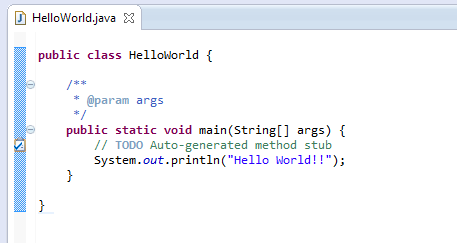 HelloWorld.java
public class HelloWorld {
/**
* @param args
*/
public static void main(String[] args) {
// TODO Auto-generated method stub
System.out.println("Hello World!!");
}
}